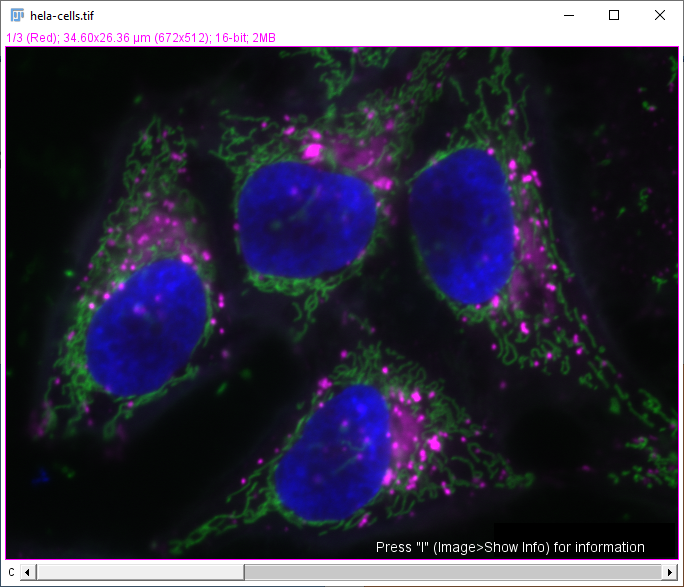 hela-cells.tif
1/3 (Red); 34.60x26.36 µm (672x512); 16-bit; 2MB
Press "I" (Image>Show Info) for information
C